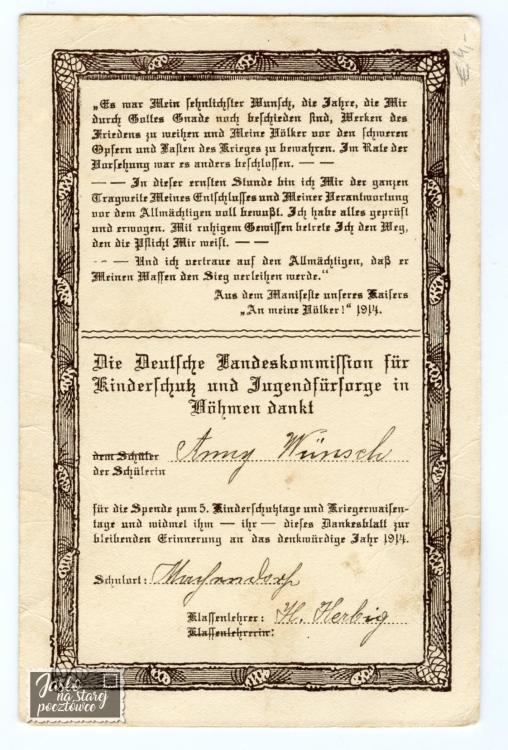 € 4,-
„Es war Mein sehnlichster Wunsch, die Jahre, die Mir
durch Gottes Gnade noch beschieden sind, Werken des
Friedens zu weihen und Meine Völker vor den schweren
Opfern und Lasten des Krieges zu bewahren. Im Rate der
Vorsehung war es anders beschlossen. — —
— — In dieser ernsten Stunde bin ich Mir der ganzen
Tragweite Meines Entschlusses und Meiner Verantwortung
vor dem Allmächtigen voll bewußt. Ich habe alles geprüft
und erwogen. Mit ruhigem Gewissen betrete Ich den Weg,
den die Pflicht Mir weist. — —
— — Und ich vertraue auf den Allmächtigen, daß er
Meinen Waffen den Sieg verleihen werde.“
Aus dem Manifeste unseres Kaisers
„An meine Völker!“ 1914.
Die Deutsche Landeskommission für
Kinderschutz und Jugendfürsorge in
Böhmen dankt
dem Schüler Anny Wünsch
der Schülerin
für die Spende zum 5. Kinderschutztage und Kriegerwaisen-
tage und widmet ihm — ihr — dieses Dankesblatt zur
bleibenden Erinnerung an das denkwürdige Jahr 1914.
Schulort:
Klassenlehrer: H. Herbig
Klassenlehrerin:
Jasło
na starej
pocztówce